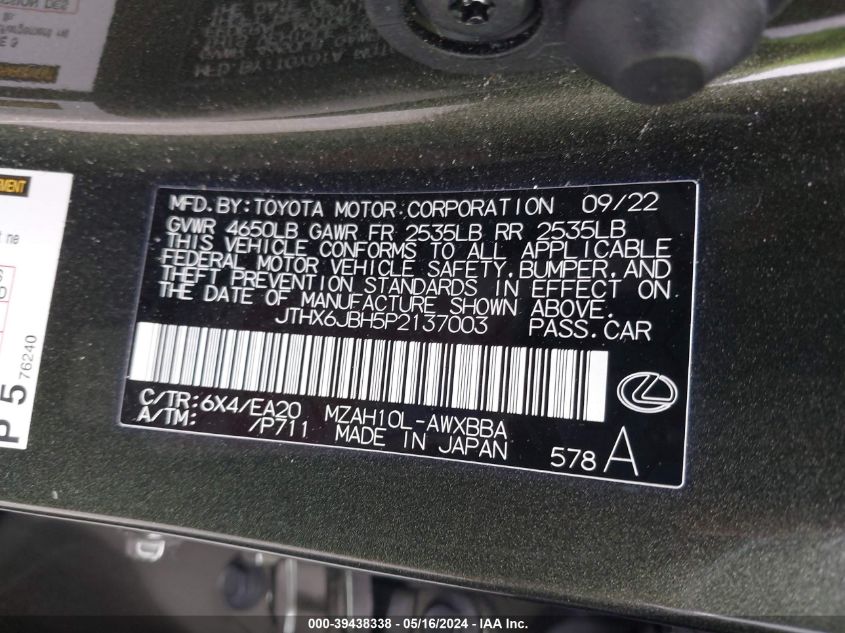 MFD.BY:TOYOTA MOTOR CORPORATION 09/22
GVWR 4650LB GAWR FR 2535LB RR 2535LB
THIS VEHICLE CONFORMS TO ALL APPLICABLE
FEDERAL MOTOR VEHICLE SAFETY, BUMPER, AND
THEFT PREVENTION STANDARDS IN EFFECT ON
THE DATE OF MANUFACTURE SHOWN ABOVE.
JTHX6JBH5P2137003 PASS.CAR
C/TR:6X4/EA20 MZAH10L-AWXBBA
A/TM: /P711 MADE IN JAPAN
578 A
P 5 76240
000-39438338 - 05/16/2024 - IAA Inc.